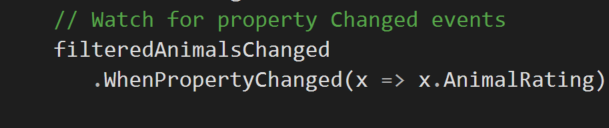 // Watch for property Changed events
filteredAnimalsChanged
.WhenPropertyChanged(x => x.AnimalRating)